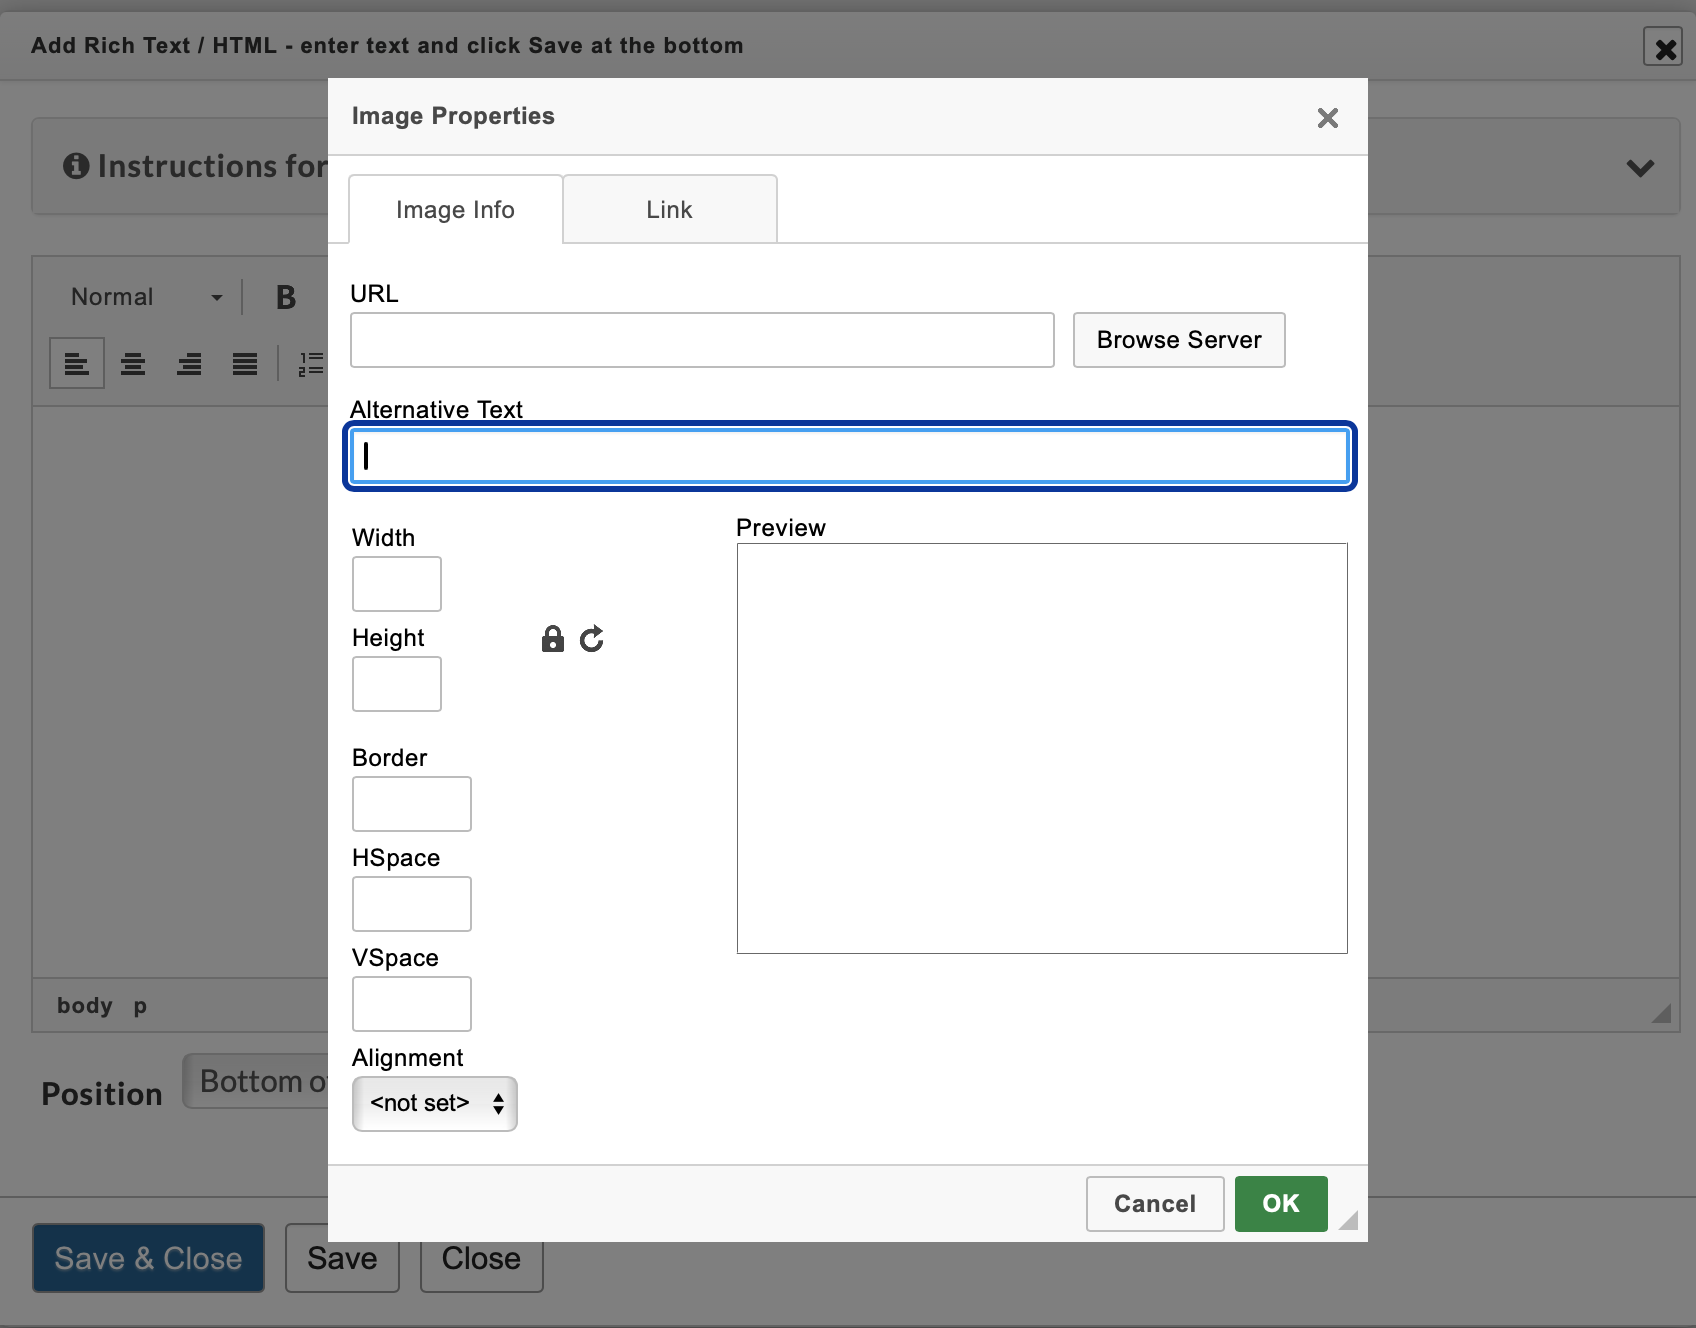 Add Rich Text / HTML - enter text and click Save at the bottom
Image Properties
Instructions for
Image Info
Link
Normal
B
URL
Browse Server
Alternative Text
Width
Preview
Height
Border
HSpace
VSpace
body p
Alignment
Position
Bottom
<not set>
Cancel
OK
Save & Close
Save
Close